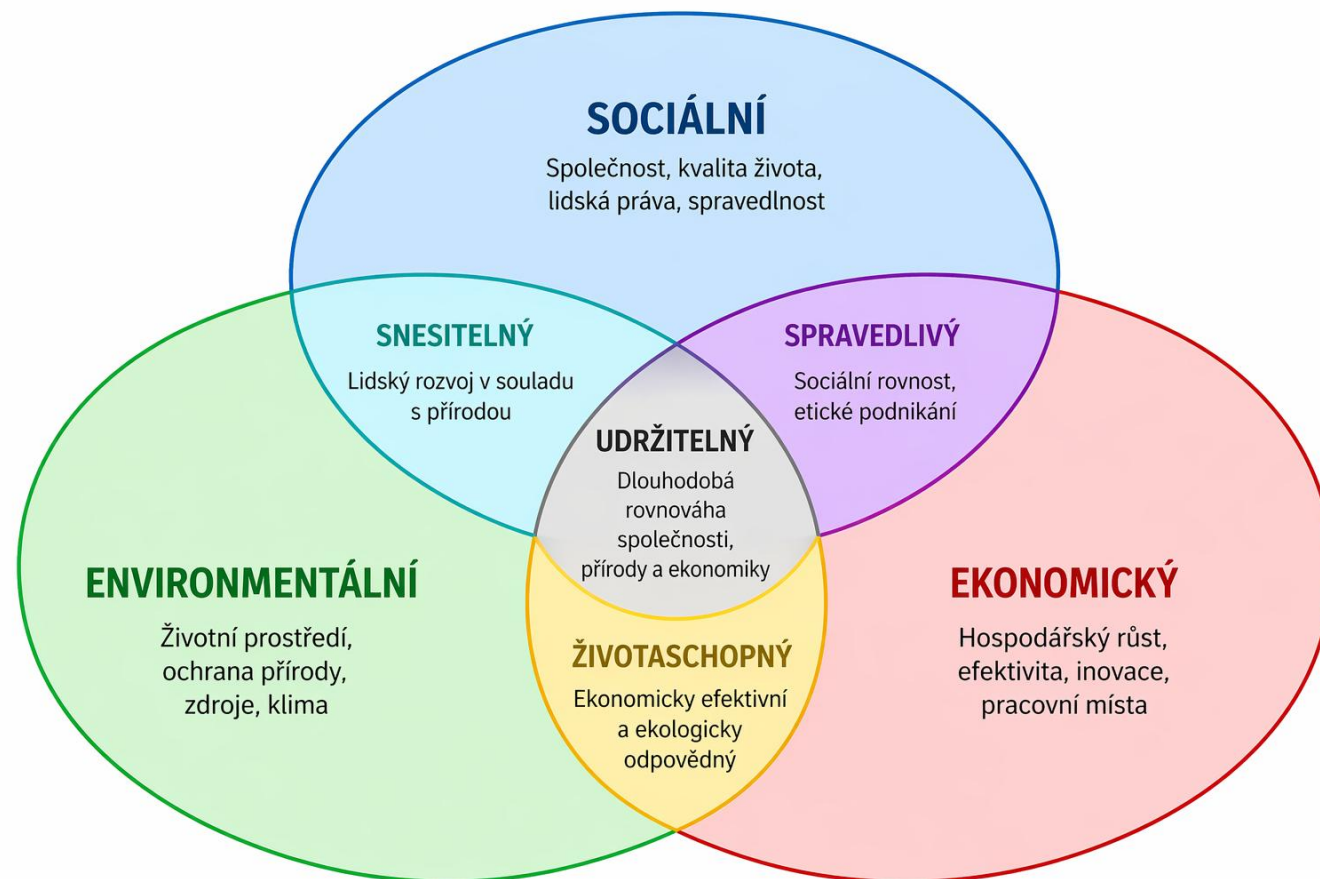 SOCIÁLNÍ
Společnost, kvalita života,
lidská práva, spravedlnost
SNESITELNÝ
Lidský rozvoj v souladu
s přírodou
SPRAVEDLIVÝ
Sociální rovnost,
etické podnikání
UDRŽITELNÝ
Dlouhodobá
rovnováha
společnosti,
přírody a ekonomiky
ENVIRONMENTÁLNÍ
Životní prostředí,
ochrana přírody,
zdroje, klima
EKONOMICKÝ
Hospodářský růst,
efektivita, inovace,
pracovní místa
ŽIVOTASCHOPNÝ
Ekonomicky efektivní
a ekologicky
odpovědný